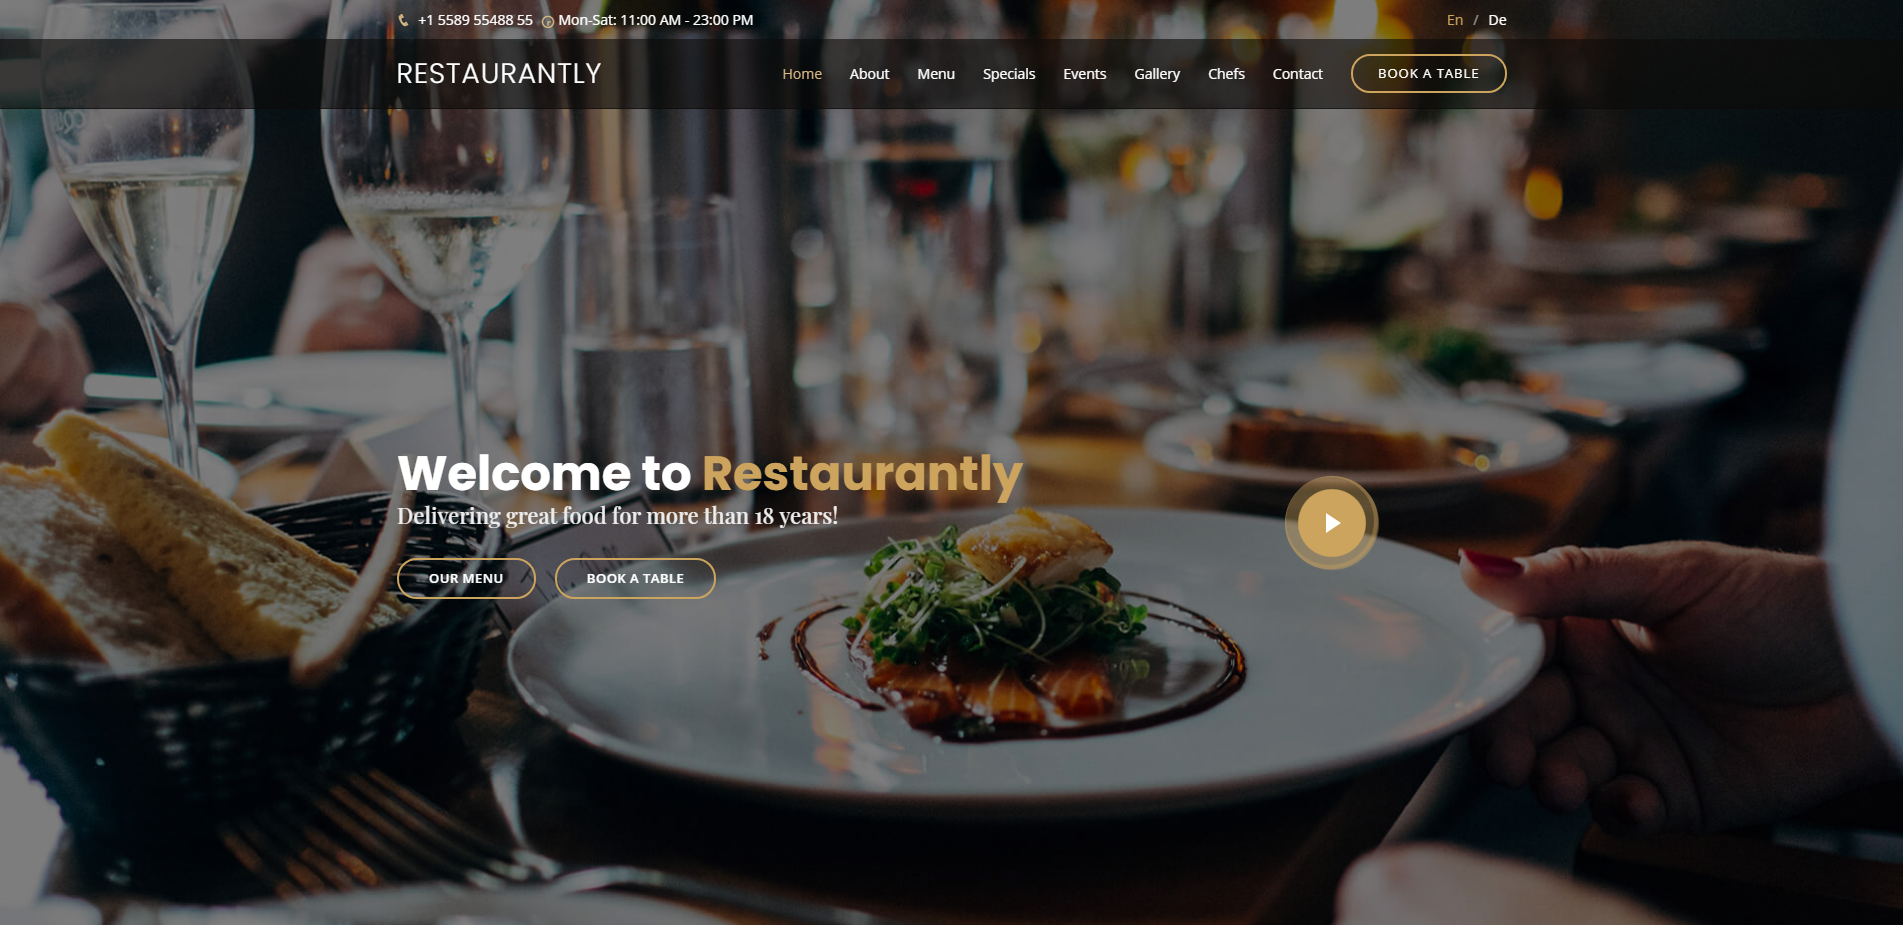 +1 5589 55488 55 Mon-Sat: 11:00 AM - 23:00 PM
En / De
RESTAURANTLY
Home About Menu Specials Events Gallery Chefs Contact BOOK A TABLE
Welcome to Restaurantly
Delivering great food for more than 18 years!
OUR MENU BOOK A TABLE